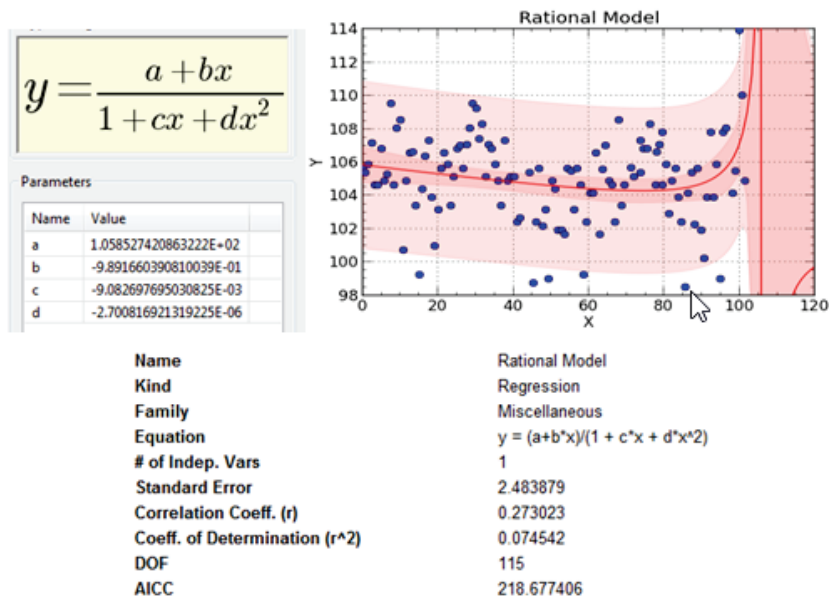 y = a + bx / 1 + cx + dx²
Parameters
Name Value
a 1.058527420863222E+02
b -9.891660390810039E-01
c -9.082697695030825E-03
d -2.700816921319225E-06
Rational Model
114
112
110
108
106
104
102
100
98
Y
0 20 40 60 80 100 120
X
Name Rational Model
Kind Regression
Family Miscellaneous
Equation y = (a+b*x)/(1 + c*x + d*x^2)
# of Indep. Vars 1
Standard Error 2.483879
Correlation Coeff. (r) 0.273023
Coeff. of Determination (r^2) 0.074542
DOF 115
AICC 218.677406